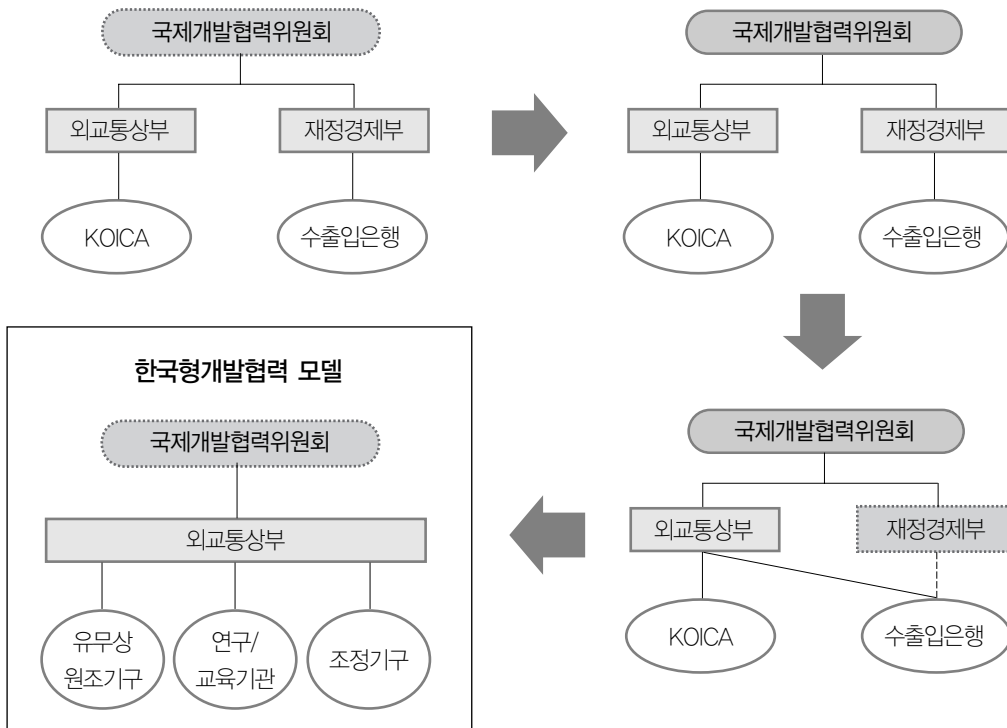 국제개발협력위원회
외교통상부
재정경제부
KOICA
수출입은행
국제개발협력위원회
외교통상부
재정경제부
KOICA
수출입은행
국제개발협력위원회
외교통상부
재정경제부
KOICA
수출입은행
한국형개발협력 모델
국제개발협력위원회
외교통상부
유무상
원조기구
연구/
교육기관
조정기구